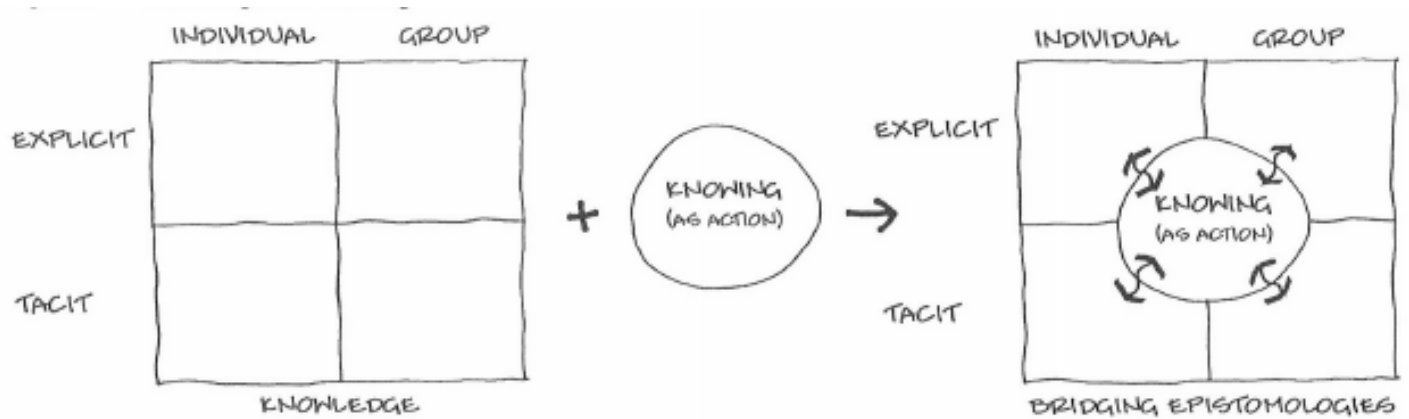 INDIVIDUAL GROUP
EXPLICIT
TACIT
KNOWLEDGE
+
KNOWING
(AS ACTION)
INDIVIDUAL GROUP
EXPLICIT
TACIT
KNOWING
(AS ACTION)
BRIDGING EPISTOMOLOGIES